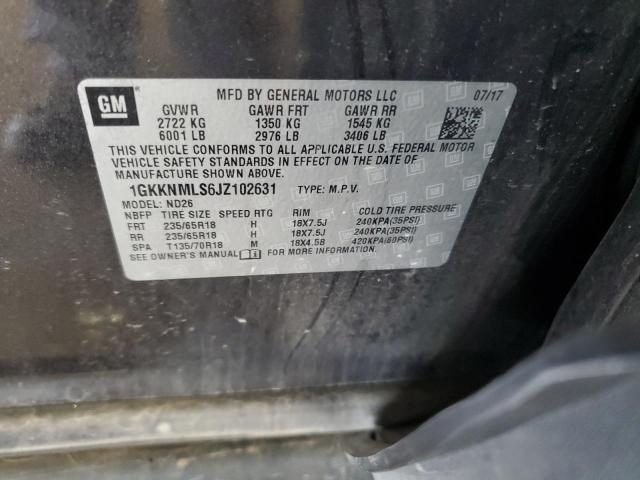 GM
MFD BY GENERAL MOTORS LLC 07/17
GVWR GAWR FRT GAWR RR
2722 KG 1350 KG 1545 KG
6001 LB 2976 LB 3406 LB
THIS VEHICLE CONFORMS TO ALL APPLICABLE U.S. FEDERAL MOTOR
VEHICLE SAFETY STANDARDS IN EFFECT ON THE DATE OF
MANUFACTURE SHOWN ABOVE.
1GKKNMLS6JZ102631 TYPE: M.P.V.
MODEL: ND26
NBFP TIRE SIZE SPEED RTG RIM COLD TIRE PRESSURE
FRT 235/65R18 H 18X7.5J 240KPA(35PSI)
RR 235/65R18 H 18X7.5J 240KPA(35PSI)
SPA T135/70R18 M 18X4.5B 420KPA(60PSI)
SEE OWNER'S MANUAL FOR MORE INFORMATION.